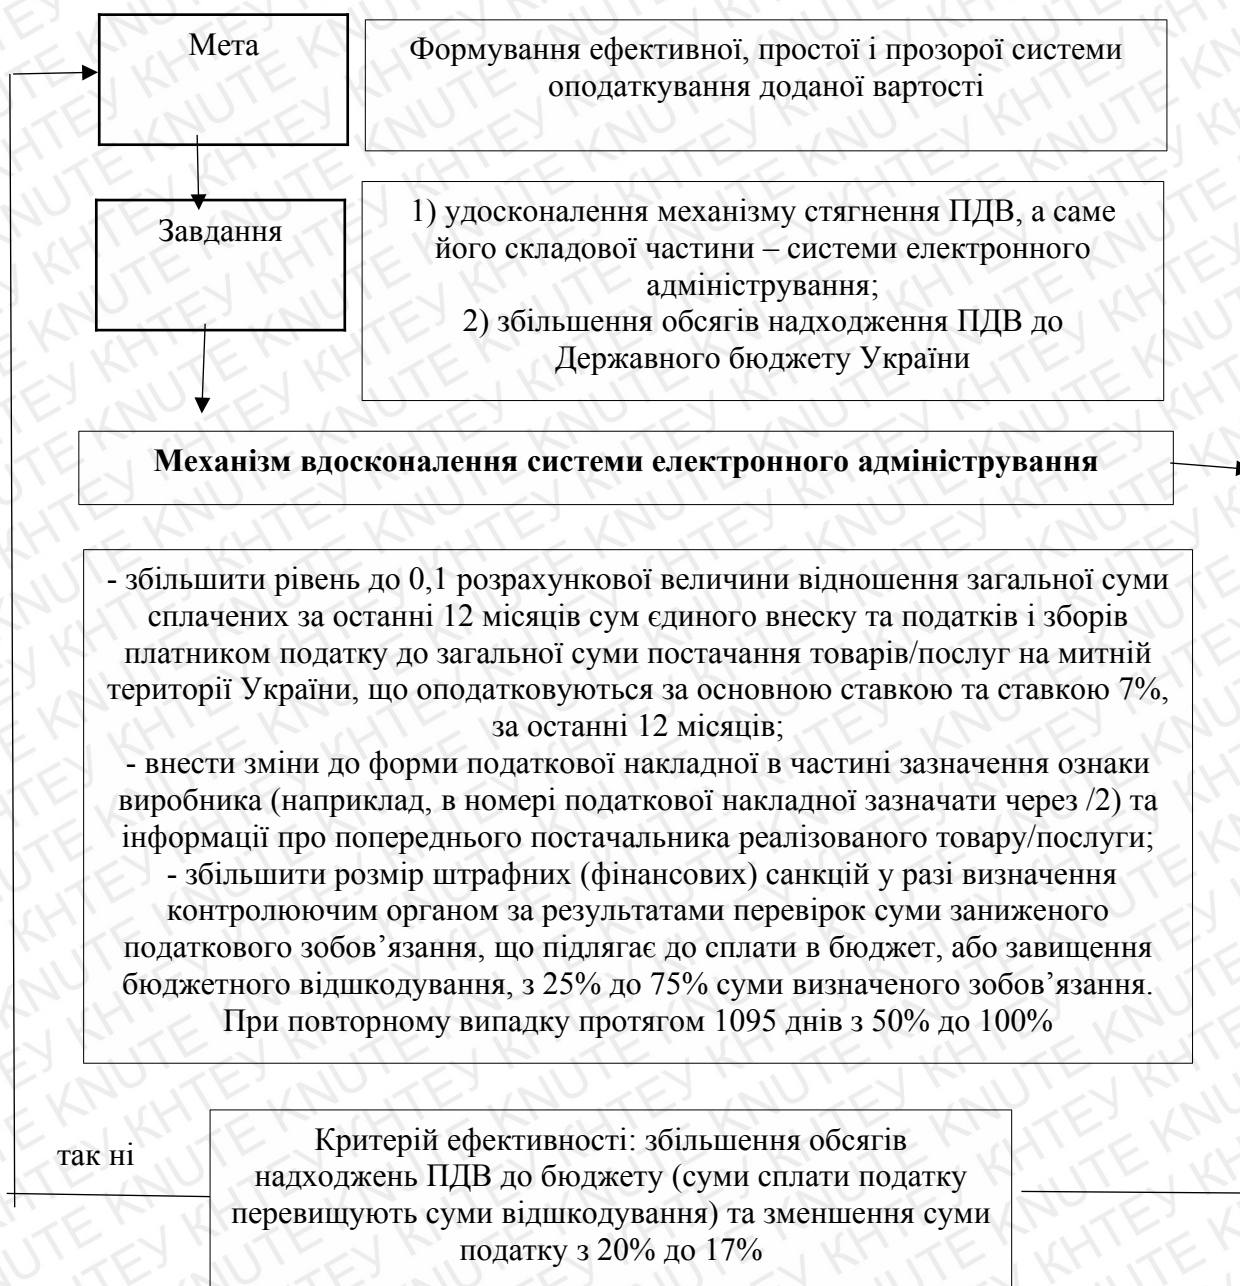 Мета
Формування ефективної, простої і прозорої системи
оподаткування доданої вартості
Завдання
1) удосконалення механізму стягнення ПДВ, а саме
його складової частини – системи електронного
адміністрування;
2) збільшення обсягів надходження ПДВ до
Державного бюджету України
Механізм вдосконалення системи електронного адміністрування
- збільшити рівень до 0,1 розрахункової величини відношення загальної суми
сплачених за останні 12 місяців сум єдиного внеску та податків і зборів
платником податку до загальної суми постачання товарів/послуг на митній
території України, що оподатковуються за основною ставкою та ставкою 7%,
за останні 12 місяців;
- внести зміни до форми податкової накладної в частині зазначення ознаки
виробника (наприклад, в номері податкової накладної зазначати через /2) та
інформації про попереднього постачальника реалізованого товару/послуги;
- збільшити розмір штрафних (фінансових) санкцій у разі визначення
контролюючим органом за результатами перевірок суми заниженого
податкового зобов’язання, що підлягає до сплати в бюджет, або завищення
бюджетного відшкодування, з 25% до 75% суми визначеного зобов’язання.
При повторному випадку протягом 1095 днів з 50% до 100%
так ні
Критерій ефективності: збільшення обсягів
надходжень ПДВ до бюджету (суми сплати податку
перевищують суми відшкодування) та зменшення суми
податку з 20% до 17%